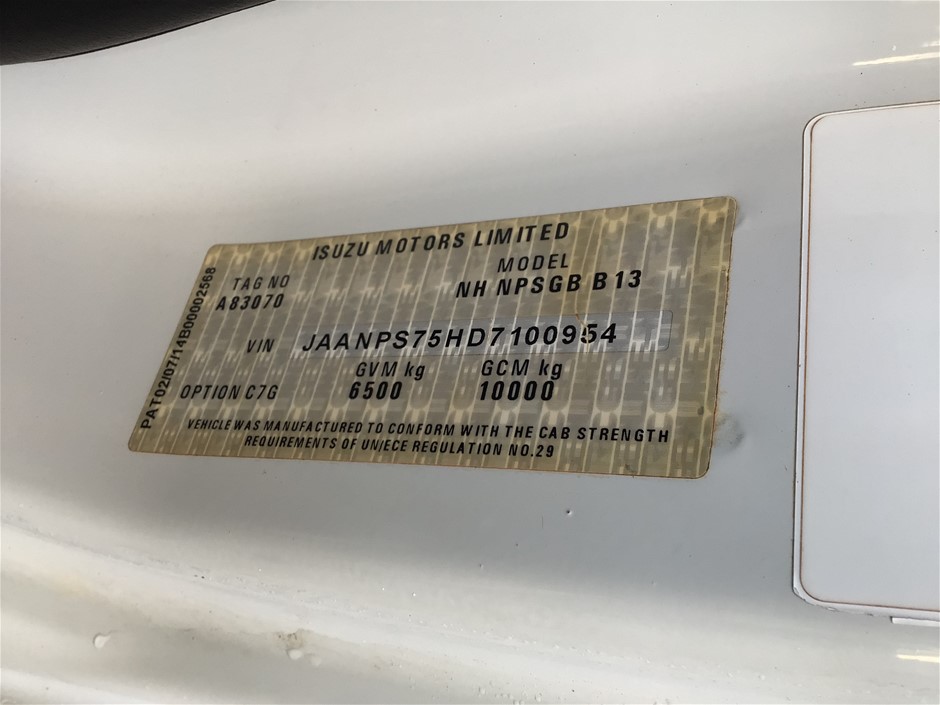 ISUZU MOTORS LIMITED
TAG NO MODEL
A83070 NH NPSGB B13
VIN JAANPS75HD7100954
GVM kg GCM kg
OPTION C7G 6500 10000
VEHICLE WAS MANUFACTURED TO CONFORM WITH THE CAB STRENGTH
REQUIREMENTS OF UN/ECE REGULATION NO.29
PAT02/07/14B00002568